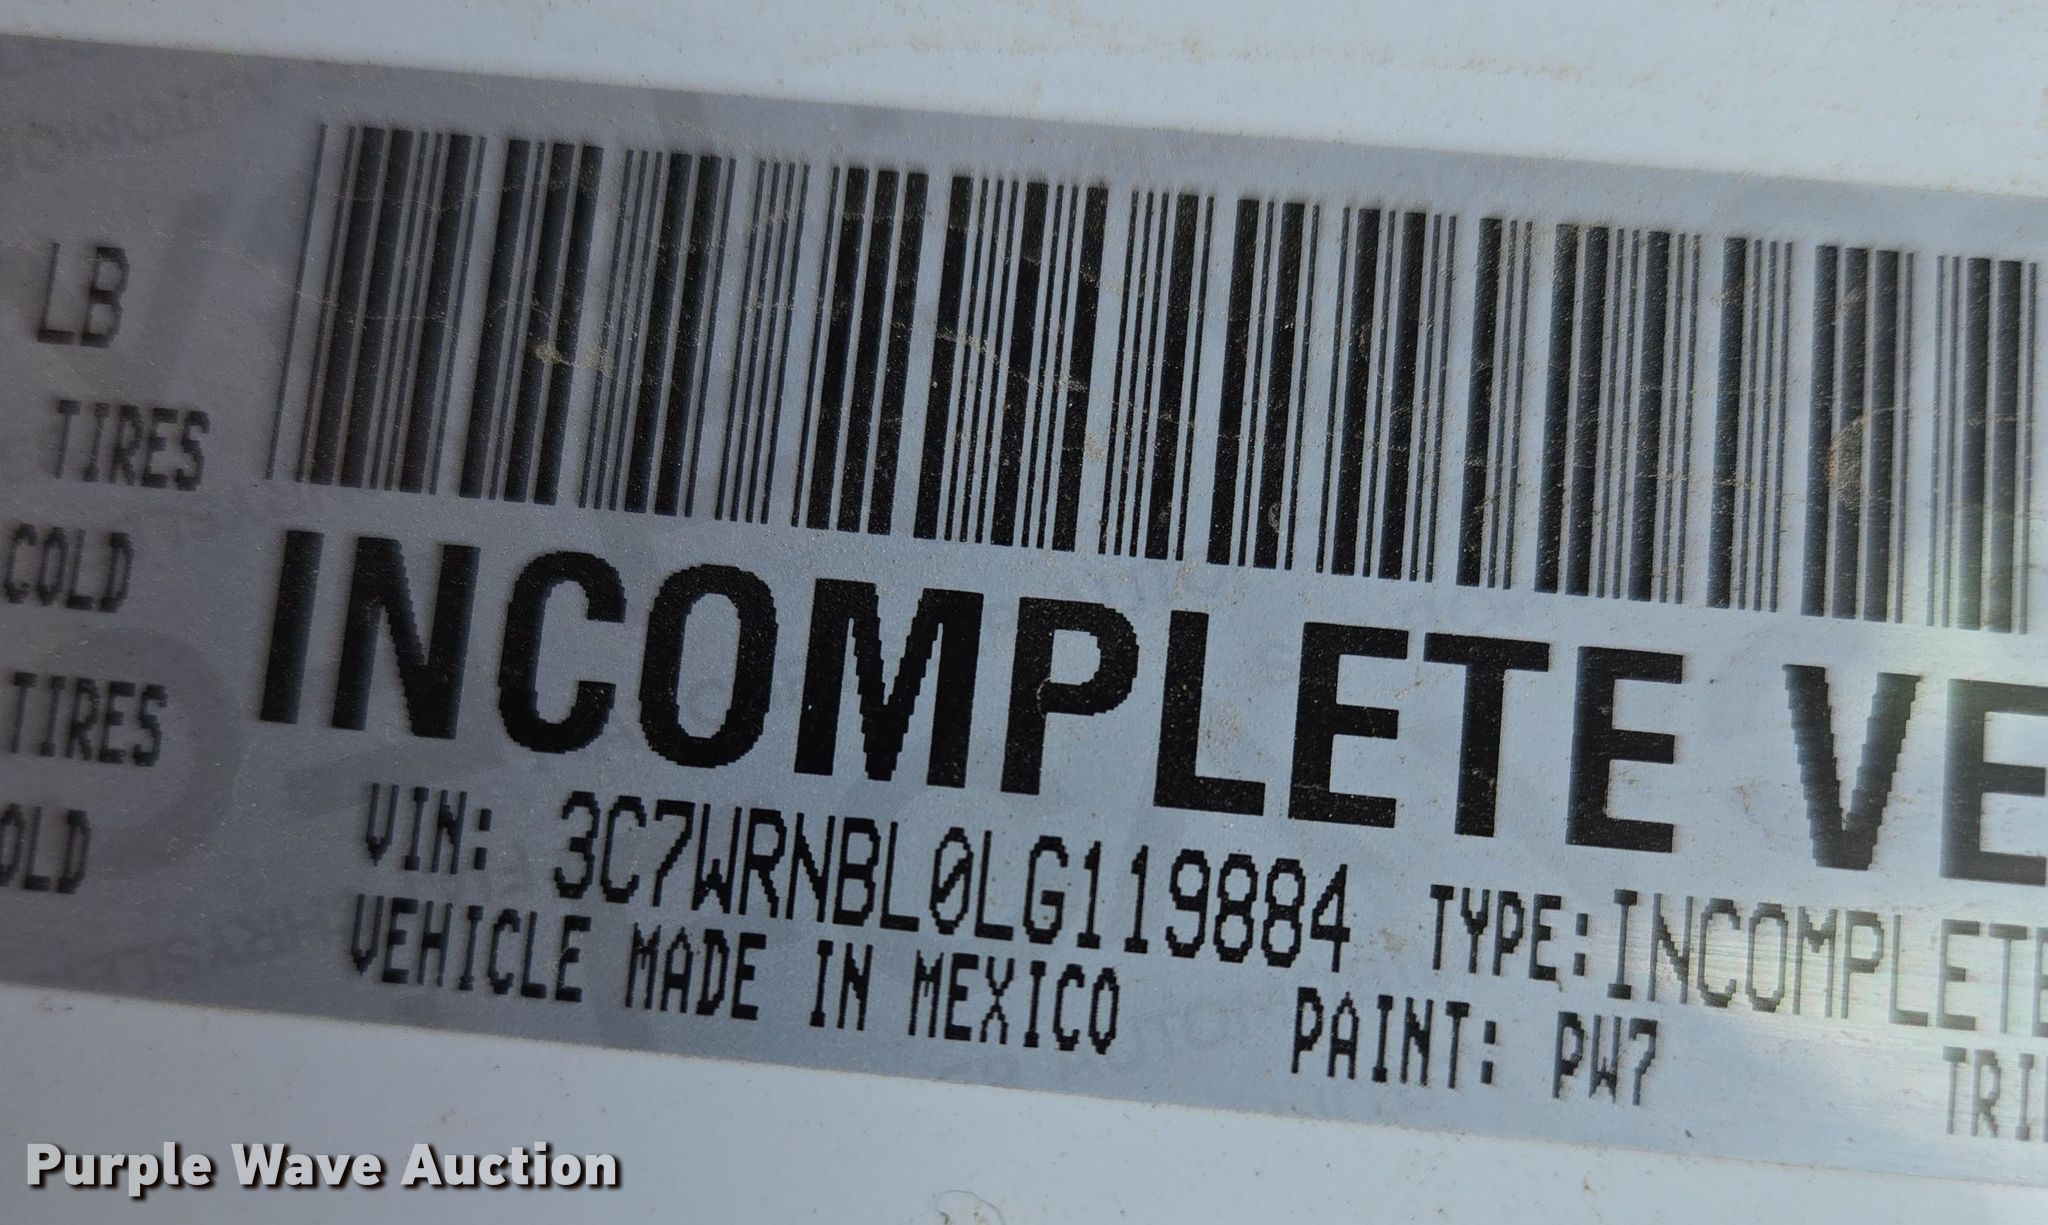 LB
TIRES
COLD
TIRES
OLD
INCOMPLETE VE
VIN: 3C7WRNBL0LG119884 TYPE: INCOMPLETE
VEHICLE MADE IN MEXICO PAINT: PW7
TRI
Purple Wave Auction